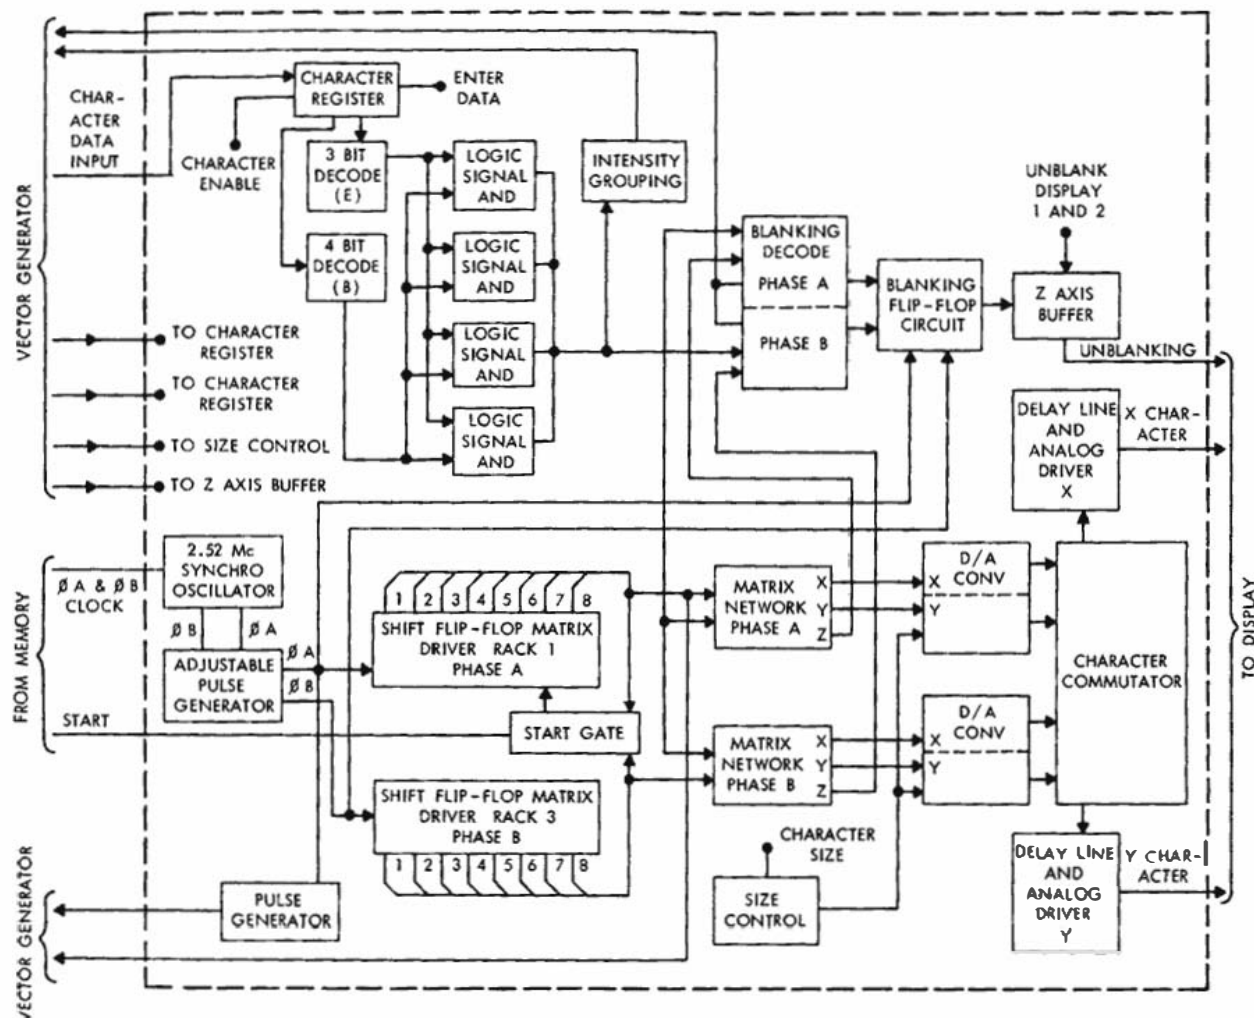 VECTOR GENERATOR
CHAR-
ACTER
DATA
INPUT
CHARACTER
REGISTER
ENTER
DATA
CHARACTER
ENABLE
3 BIT
DECODE
(E)
4 BIT
DECODE
(B)
LOGIC
SIGNAL
AND
LOGIC
SIGNAL
AND
LOGIC
SIGNAL
AND
LOGIC
SIGNAL
AND
INTENSITY
GROUPING
BLANKING
DECODE
PHASE A
PHASE B
BLANKING
FLIP-FLOP
CIRCUIT
UNBLANK
DISPLAY
1 AND 2
Z AXIS
BUFFER
UNBLANKING
TO CHARACTER
REGISTER
TO CHARACTER
REGISTER
TO SIZE CONTROL
TO Z AXIS BUFFER
DELAY LINE
AND
ANALOG
DRIVER
X
X CHAR-
ACTER
FROM MEMORY
Ø A & Ø B
CLOCK
2.52 Mc
SYNCHRO
OSCILLATOR
Ø B
Ø A
ADJUSTABLE
PULSE
GENERATOR
Ø A
Ø B
START
1 2 3 4 5 6 7 8
SHIFT FLIP-FLOP MATRIX
DRIVER RACK 1
PHASE A
START GATE
SHIFT FLIP-FLOP MATRIX
DRIVER RACK 3
PHASE B
1 2 3 4 5 6 7 8
MATRIX
NETWORK
PHASE A
X
Y
Z
MATRIX
NETWORK
PHASE B
X
Y
Z
D/A
CONV
X
Y
D/A
CONV
X
Y
CHARACTER
COMMUTATOR
TO DISPLAY
CHARACTER
SIZE
SIZE
CONTROL
DELAY LINE
AND
ANALOG
DRIVER
Y
Y CHAR-
ACTER
PULSE
GENERATOR
VECTOR GENERATOR